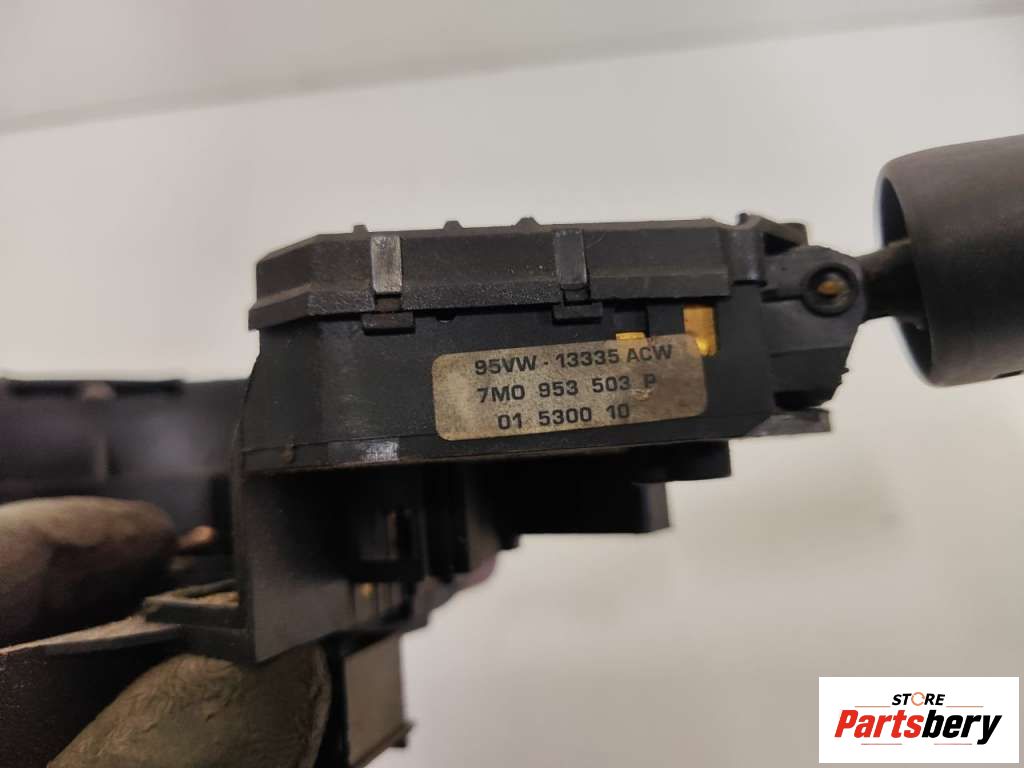 95VW - 13335 ACW
7M0 953 503 P
01 5300 10
STORE
Partsbery